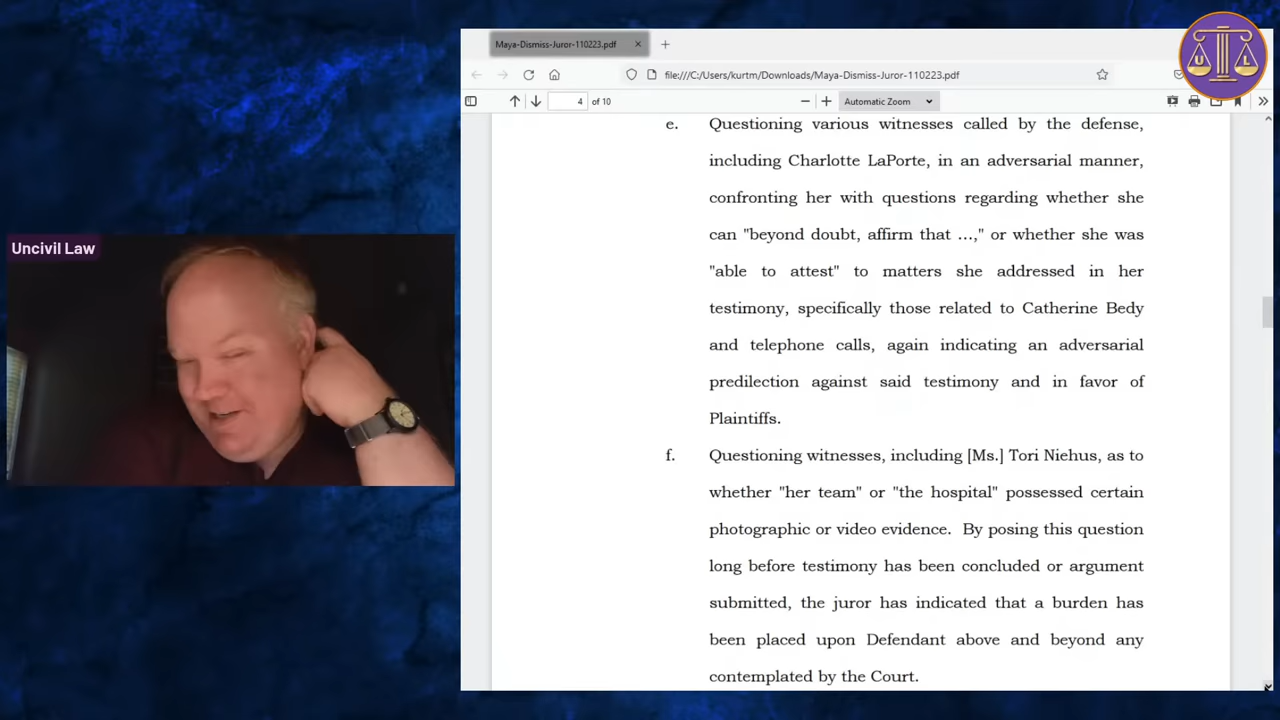 Maya-Dismiss-Juror-110223.pdf
file:///C:/Users/kurtm/Downloads/Maya-Dismiss-Juror-110223.pdf
U L
4 of 10
Automatic Zoom
Uncivil Law
e. Questioning various witnesses called by the defense,
including Charlotte LaPorte, in an adversarial manner,
confronting her with questions regarding whether she
can "beyond doubt, affirm that ...," or whether she was
"able to attest" to matters she addressed in her
testimony, specifically those related to Catherine Bedy
and telephone calls, again indicating an adversarial
predilection against said testimony and in favor of
Plaintiffs.
f. Questioning witnesses, including [Ms.] Tori Niehus, as to
whether "her team" or "the hospital" possessed certain
photographic or video evidence. By posing this question
long before testimony has been concluded or argument
submitted, the juror has indicated that a burden has
been placed upon Defendant above and beyond any
contemplated by the Court.